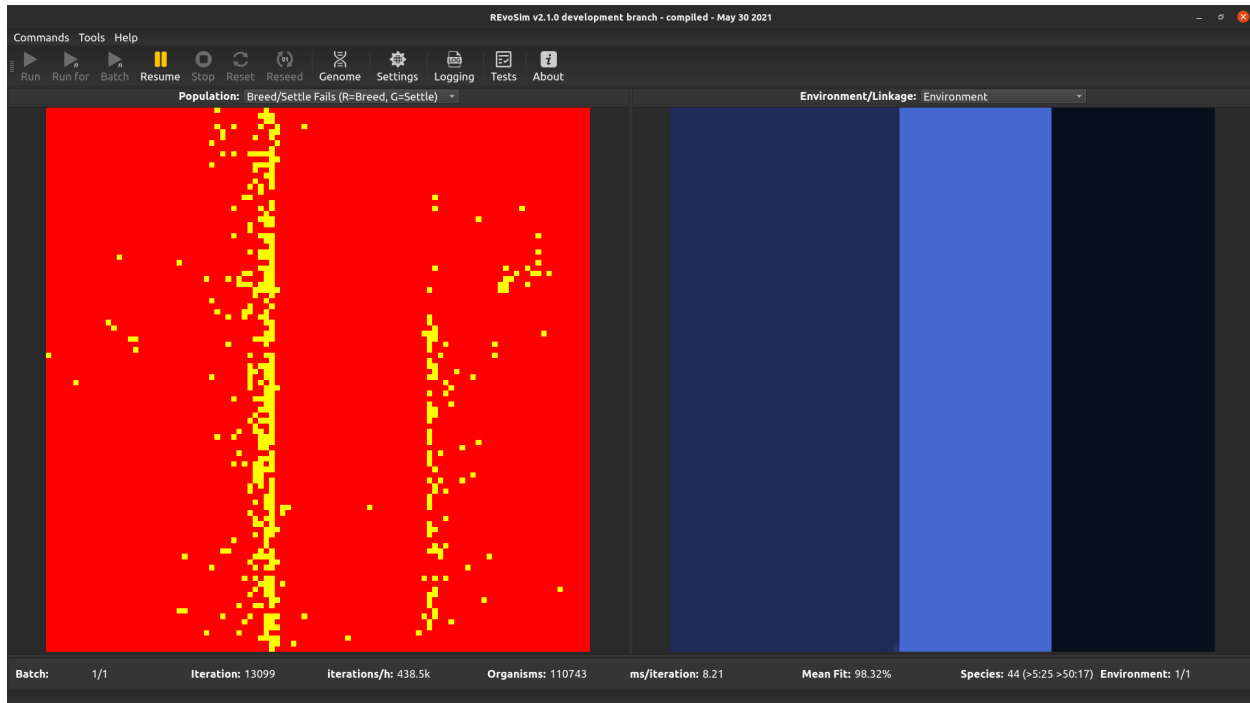 REvoSim v2.1.0 development branch - compiled - May 30 2021
Commands Tools Help
Run Run for Batch Resume Stop Reset Reseed Genome Settings Logging Tests About
Population: Breed/Settle Fails (R=Breed, G=Settle) Environment/Linkage: Environment
Batch: 1/1 Iteration: 13099 iterations/h: 438.5k Organisms: 110743 ms/iteration: 8.21 Mean Fit: 98.32% Species: 44 (>5:25 >50:17) Environment: 1/1